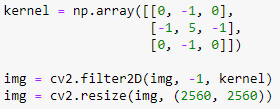 kernel = np.array([[0, -1, 0],
[-1, 5, -1],
[0, -1, 0]])
img = cv2.filter2D(img, -1, kernel)
img = cv2.resize(img, (2560, 2560))